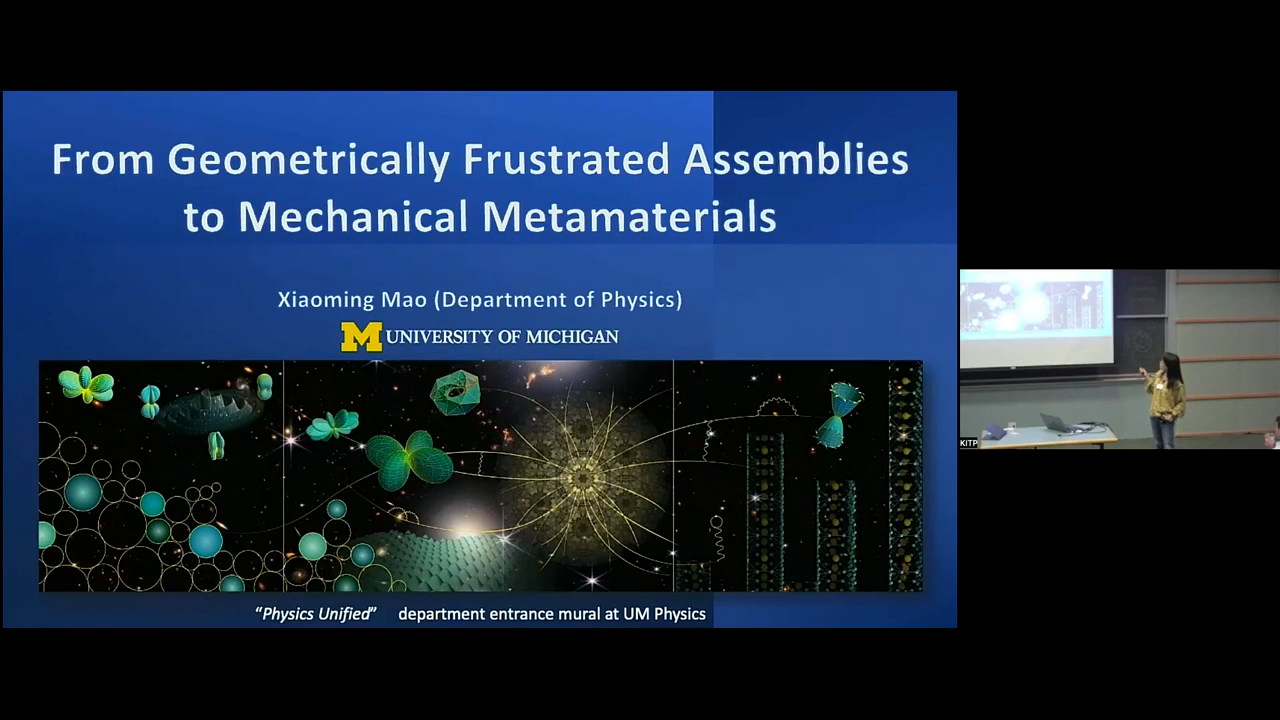 From Geometrically Frustrated Assemblies
to Mechanical Metamaterials
Xiaoming Mao (Department of Physics)
M UNIVERSITY OF MICHIGAN
“Physics Unified” department entrance mural at UM Physics
KITP